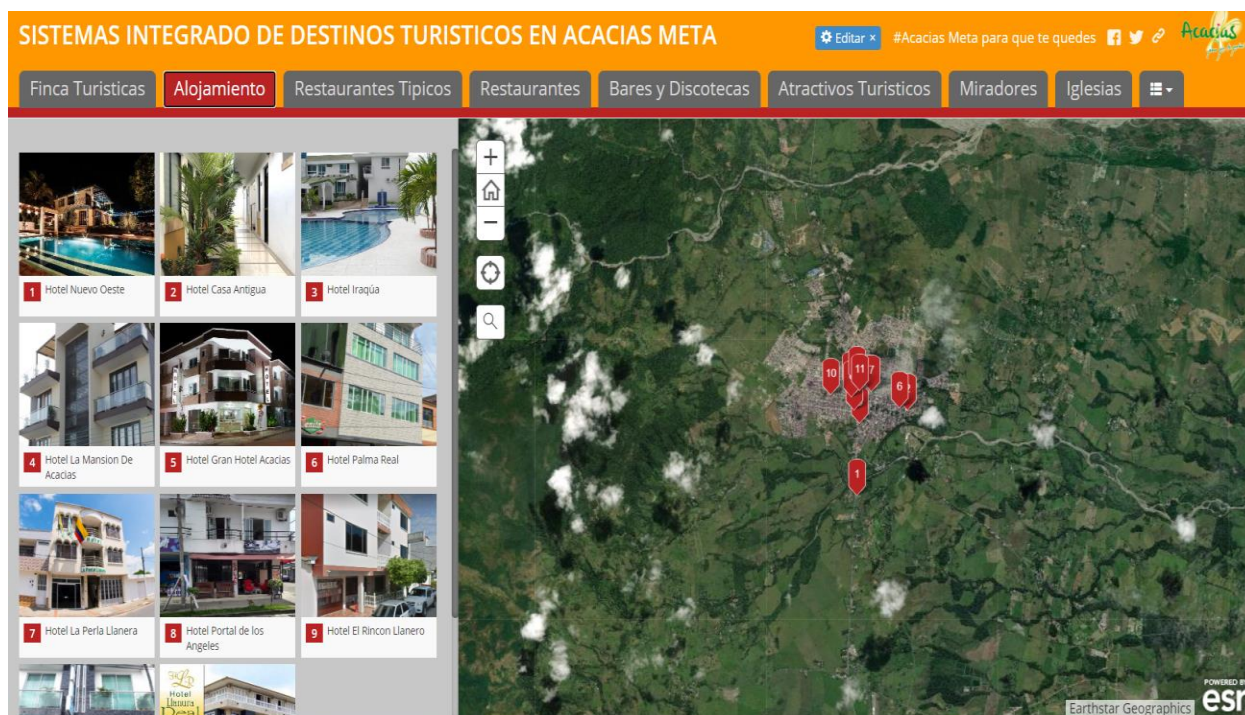 SISTEMAS INTEGRADO DE DESTINOS TURISTICOS EN ACACIAS META
Editar ×
#Acacias Meta para que te quedes
Acacías
Finca Turisticas
Alojamiento
Restaurantes Tipicos
Restaurantes
Bares y Discotecas
Atractivos Turisticos
Miradores
Iglesias
1 Hotel Nuevo Oeste
2 Hotel Casa Antigua
3 Hotel Iraqúa
4 Hotel La Mansion De
Acacias
5 Hotel Gran Hotel Acacias
6 Hotel Palma Real
7 Hotel La Perla Llanera
8 Hotel Portal de los
Angeles
9 Hotel El Rincon Llanero
Hotel
Llanura
Real
10
11
7
6
1
POWERED BY
esri
Earthstar Geographics